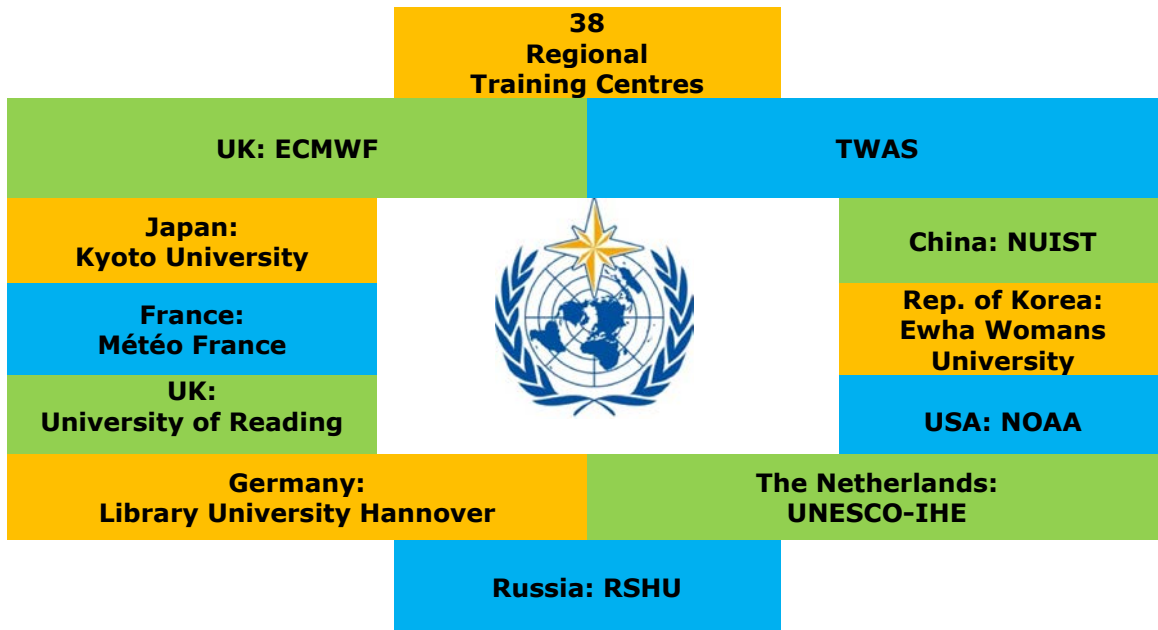 38
Regional
Training Centres
UK: ECMWF
TWAS
Japan:
Kyoto University
China: NUIST
France:
Météo France
Rep. of Korea:
Ewha Womans
University
UK:
University of Reading
USA: NOAA
Germany:
Library University Hannover
The Netherlands:
UNESCO-IHE
Russia: RSHU